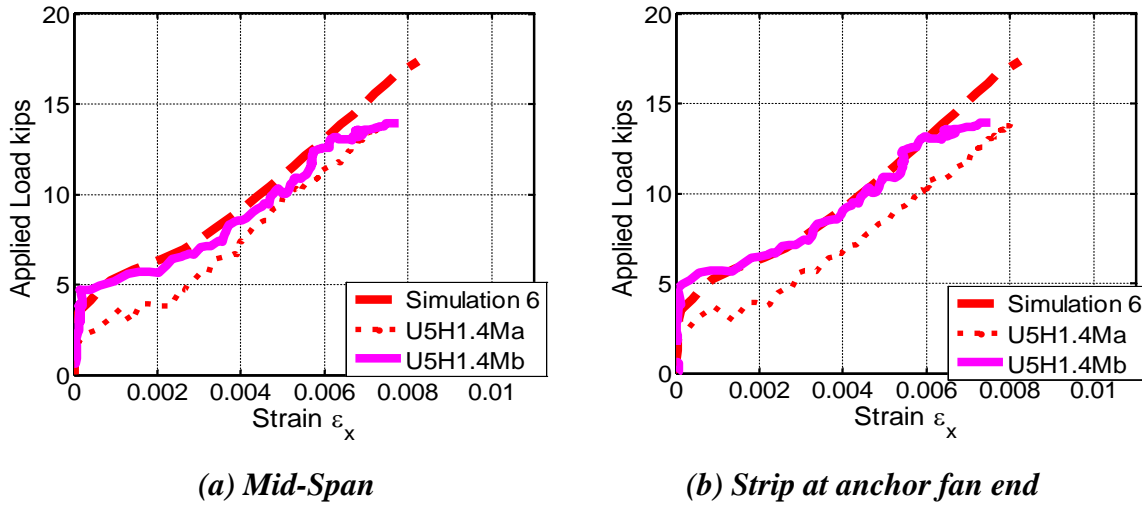 20
15
10
5
0
Applied Load kips
0 0.002 0.004 0.006 0.008 0.01
Strain εx
Simulation 6
U5H1.4Ma
U5H1.4Mb
(a) Mid-Span
20
15
10
5
0
Applied Load kips
0 0.002 0.004 0.006 0.008 0.01
Strain εx
Simulation 6
U5H1.4Ma
U5H1.4Mb
(b) Strip at anchor fan end